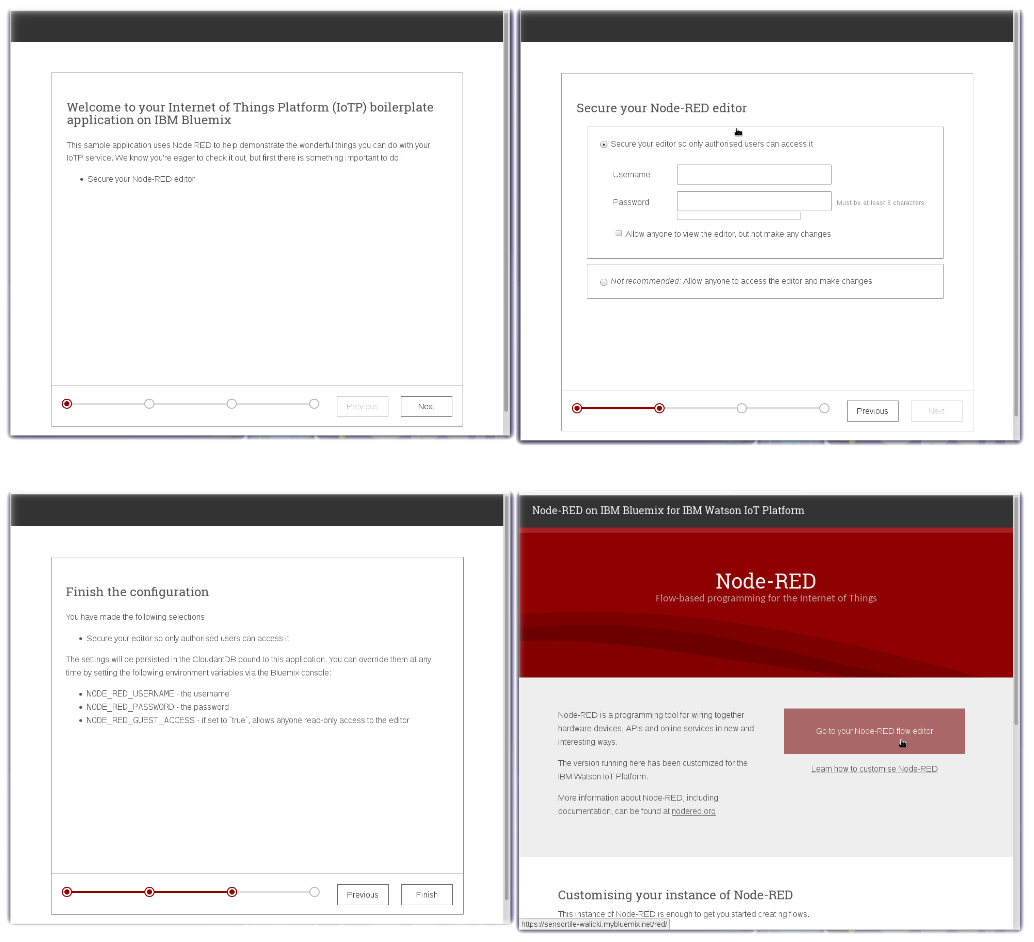 Welcome to your Internet of Things Platform (IoTP) boilerplate
application on IBM Bluemix
This sample application uses Node RED to help demonstrate the wonderful things you can do with your
IoTP service. We know you're eager to check it out, but first there is something important to do
• Secure your Node-RED editor
Previous
Next
Secure your Node-RED editor
Secure your editor so only authorised users can access it
Username
Password
Must be at least 8 characters
Allow anyone to view the editor, but not make any changes
Not recommended: Allow anyone to access the editor and make changes
Previous
Next
Finish the configuration
You have made the following selections.
• Secure your editor so only authorised users can access it
The settings will be persisted in the CloudantDB bound to this application. You can override them at any
time by setting the following environment variables via the Bluemix console:
• NODE_RED_USERNAME - the username
• NODE_RED_PASSWORD - the password
• NODE_RED_GUEST_ACCESS - if set to `true`, allows anyone read-only access to the editor
Previous
Finish
Node-RED on IBM Bluemix for IBM Watson IoT Platform
Node-RED
Flow-based programming for the Internet of Things
Node-RED is a programming tool for wiring together
hardware devices, APIs and online services in new and
interesting ways.
The version running here has been customized for the
IBM Watson IoT Platform.
More information about Node-RED, including
documentation, can be found at nodered.org.
Go to your Node-RED flow editor
Learn how to customise Node-RED
Customising your instance of Node-RED
This instance of Node-RED is enough to get you started creating flows.
https://sensortile-walicki.mybluemix.net/red/